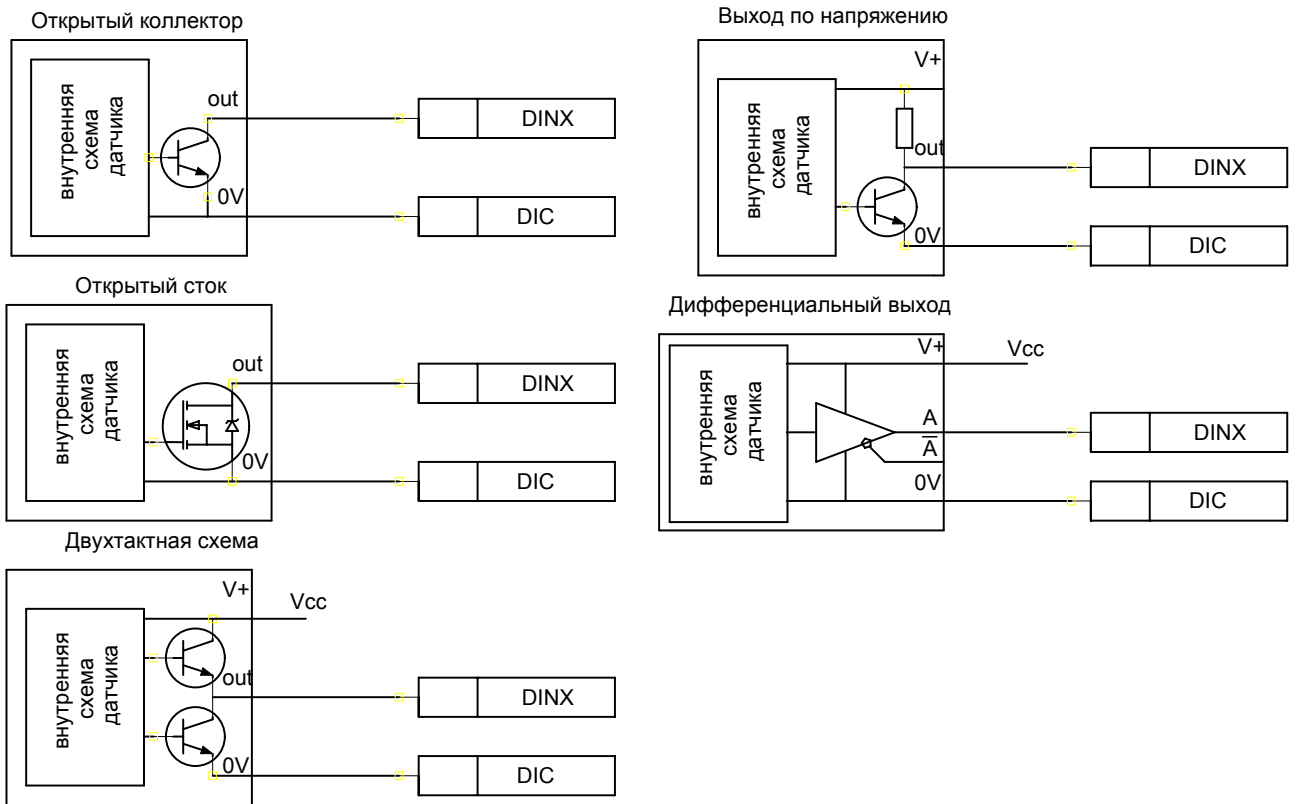 Открытый коллектор
внутренняя
схема
датчика
out
0V
DINX
DIC
Выход по напряжению
внутренняя
схема
датчика
V+
out
0V
DINX
DIC
Открытый сток
внутренняя
схема
датчика
out
0V
DINX
DIC
Дифференциальный выход
внутренняя
схема
датчика
V+
Vcc
A
A
0V
DINX
DIC
Двухтактная схема
внутренняя
схема
датчика
V+
Vcc
out
0V
DINX
DIC